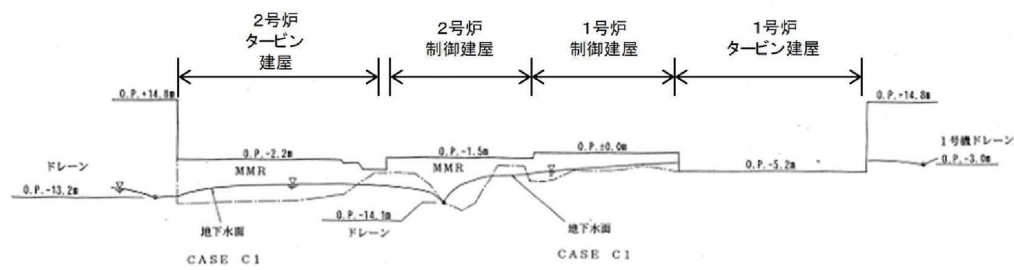 2号炉
タービン
建屋
2号炉
制御建屋
1号炉
制御建屋
1号炉
タービン建屋
O.P.+14.8m
O.P.+14.8m
O.P.-2.2m
O.P.-1.5m
O.P.±0.0m
ドレーン
MMR
MMR
1号機ドレーン
O.P.-3.0m
O.P.-5.2m
O.P.-13.2m
O.P.-14.1m
地下水面
ドレーン
地下水面
CASE C1
CASE C1